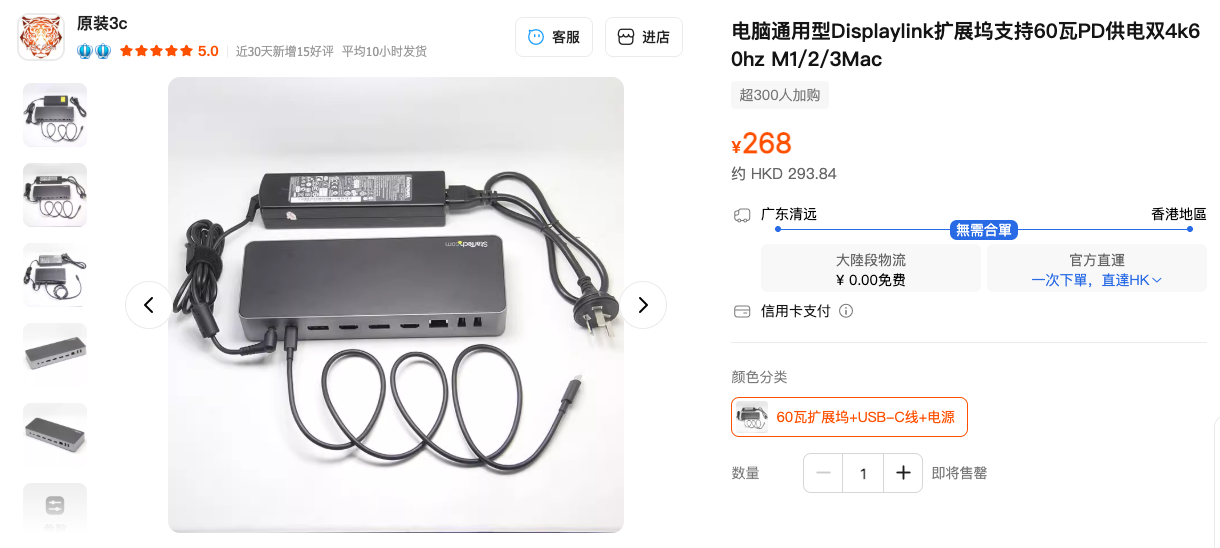 原装3c
5.0
近30天新增15好评 平均10小时发货
客服
进店
StarTech.com
电脑通用型Displaylink扩展坞支持60瓦PD供电双4k6
0hz M1/2/3Mac
超300人加购
¥268
约 HKD 293.84
广东清远
香港地區
無需合單
大陸段物流
¥ 0.00免费
官方直運
一次下單，直達HK
信用卡支付
颜色分类
60瓦扩展坞+USB-C线+电源
数量
1
即将售罄